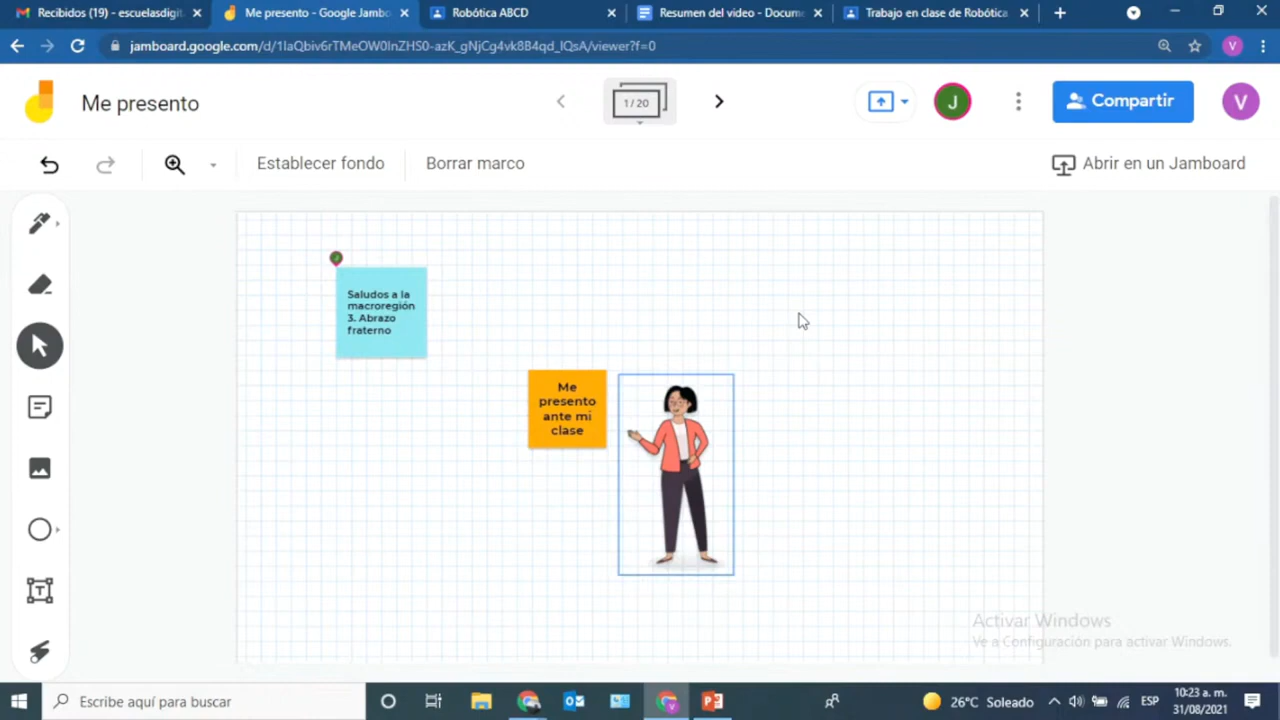 Recibidos (19) - escuelasdigit
Me presento - Google Jambo
Robótica ABCD
Resumen del video - Docume
Trabajo en clase de Robótica
jamboard.google.com/d/1IaQbiv6rTMeOW0lnZHS0-azK_gNjCg4vk8B4qd_IQsA/viewer?f=0
V
Me presento
1 / 20
J
Compartir
V
Establecer fondo
Borrar marco
Abrir en un Jamboard
Saludos a la
macroregión
3. Abrazo
fraterno
Me
presento
ante mi
clase
T
Activar Windows
Ve a Configuración para activar Windows.
Escribe aquí para buscar
26°C Soleado
ESP
10:23 a. m.
31/08/2021